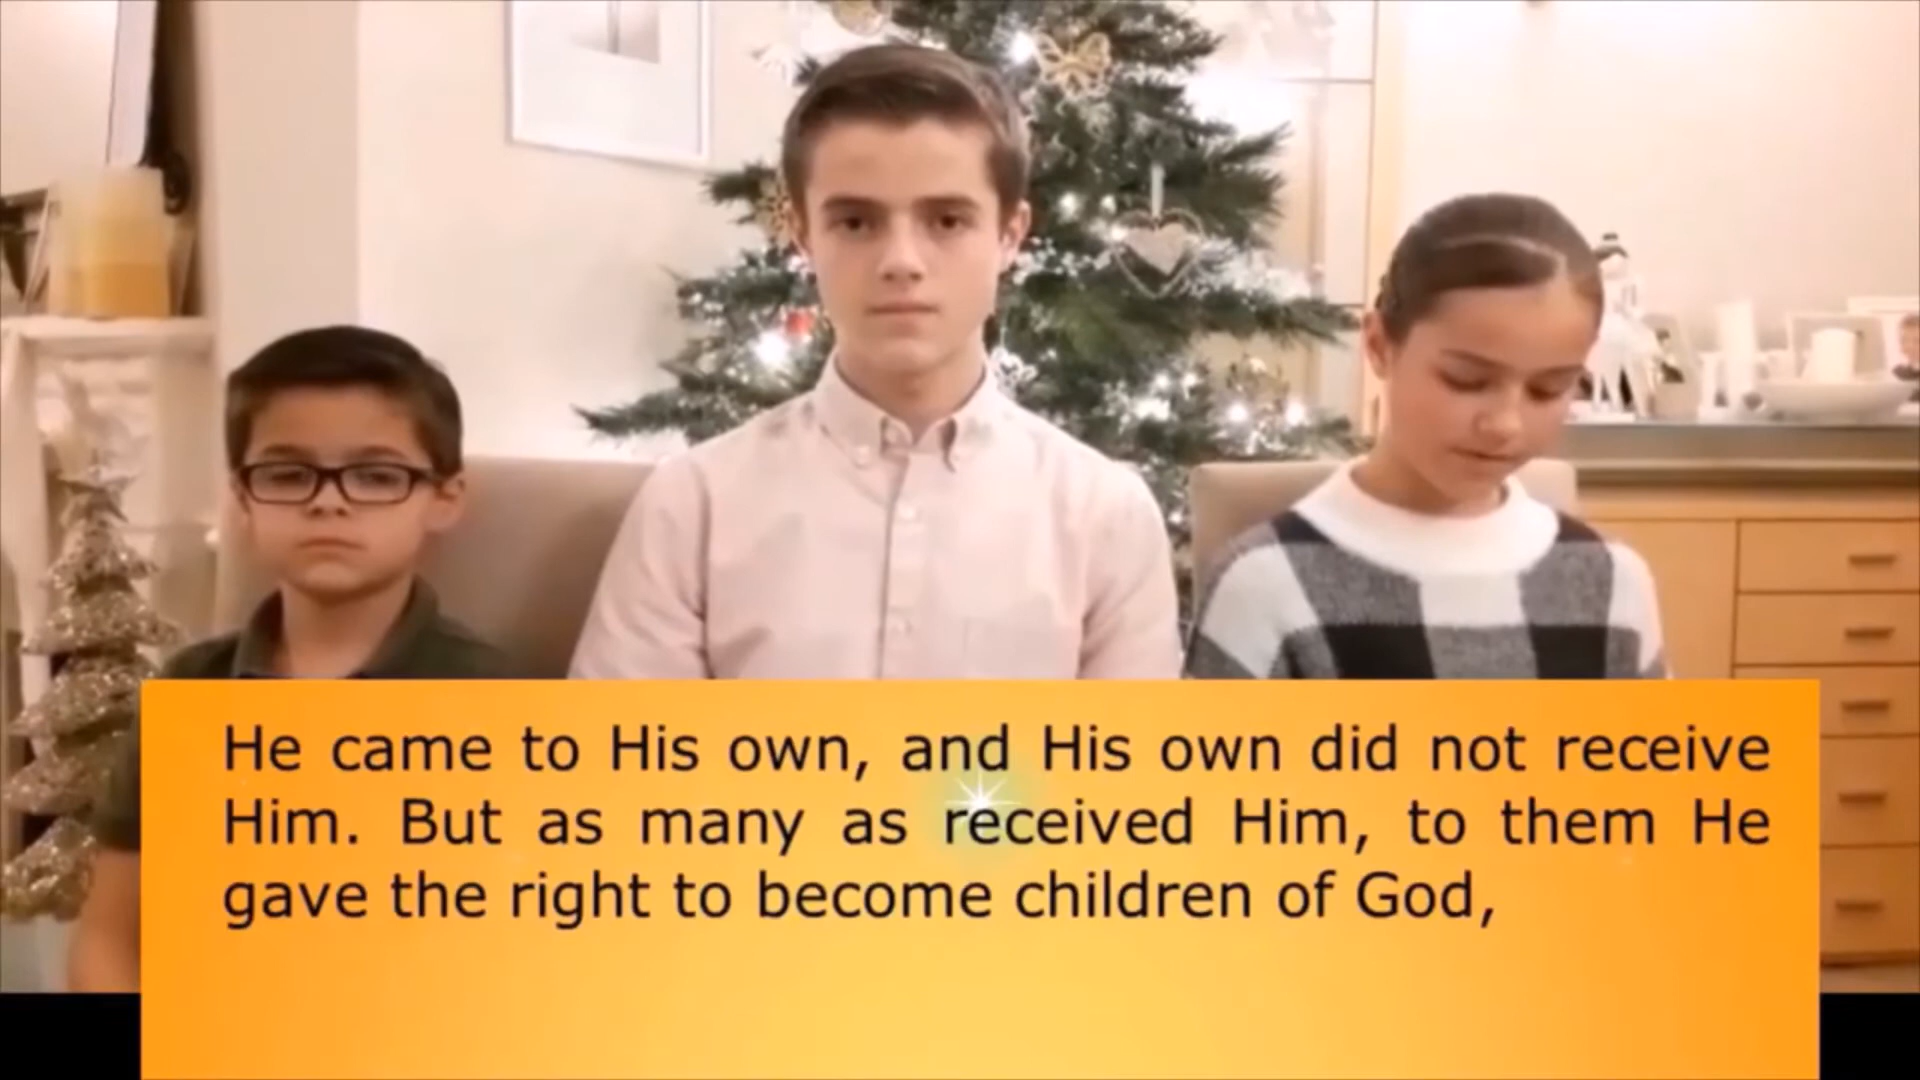 He came to His own, and His own did not receive
Him. But as many as received Him, to them He
gave the right to become children of God,